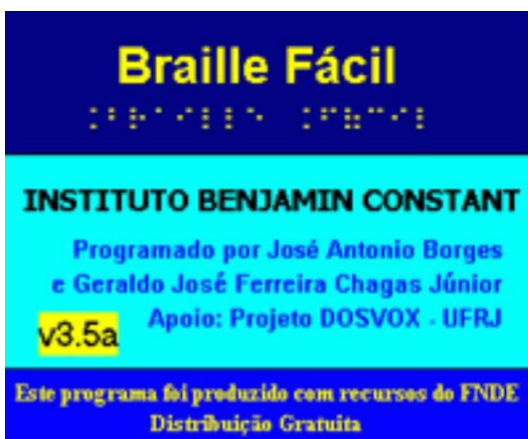 Braille Fácil
⠨⠃⠗⠁⠊⠇⠇⠑ ⠨⠋⠷⠉⠊⠇
INSTITUTO BENJAMIN CONSTANT
Programado por José Antonio Borges
e Geraldo José Ferreira Chagas Júnior
Apoio: Projeto DOSVOX - UFRJ
v3.5a
Este programa foi produzido com recursos do FNDE
Distribuição Gratuita